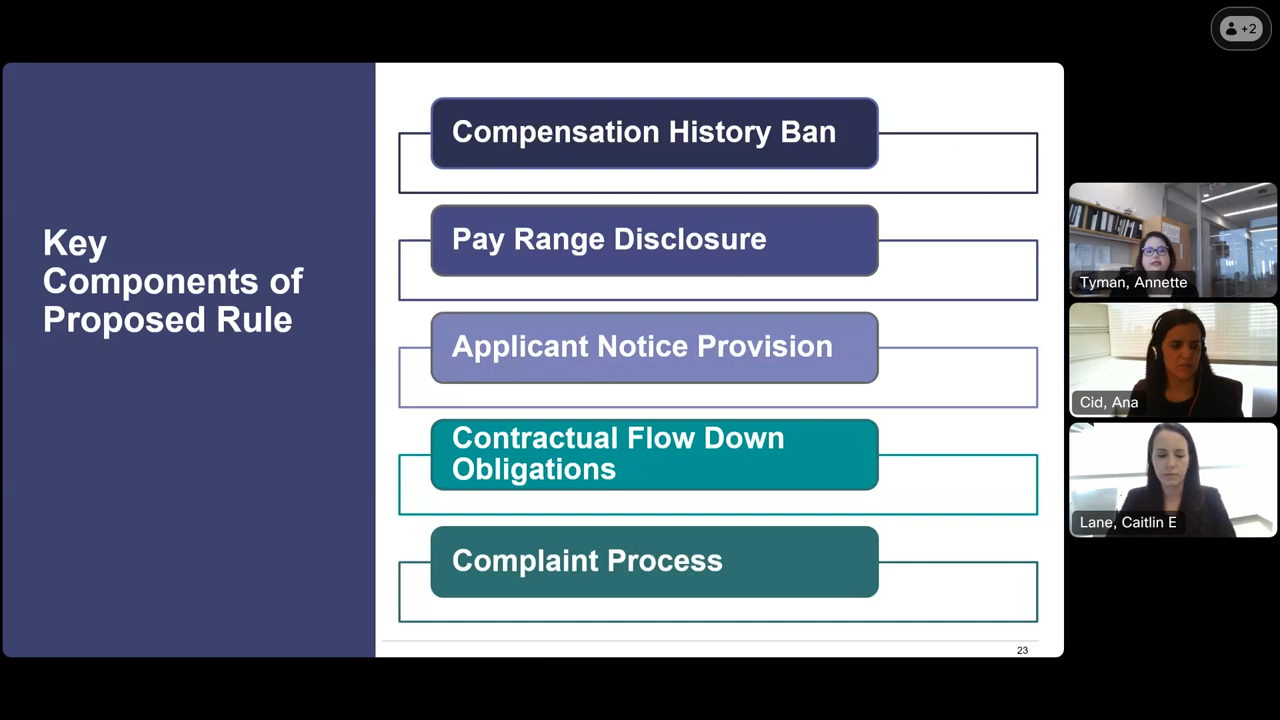 +2
Key
Components of
Proposed Rule
Compensation History Ban
Pay Range Disclosure
Applicant Notice Provision
Contractual Flow Down
Obligations
Complaint Process
23
Tyman, Annette
Cid, Ana
Lane, Caitlin E